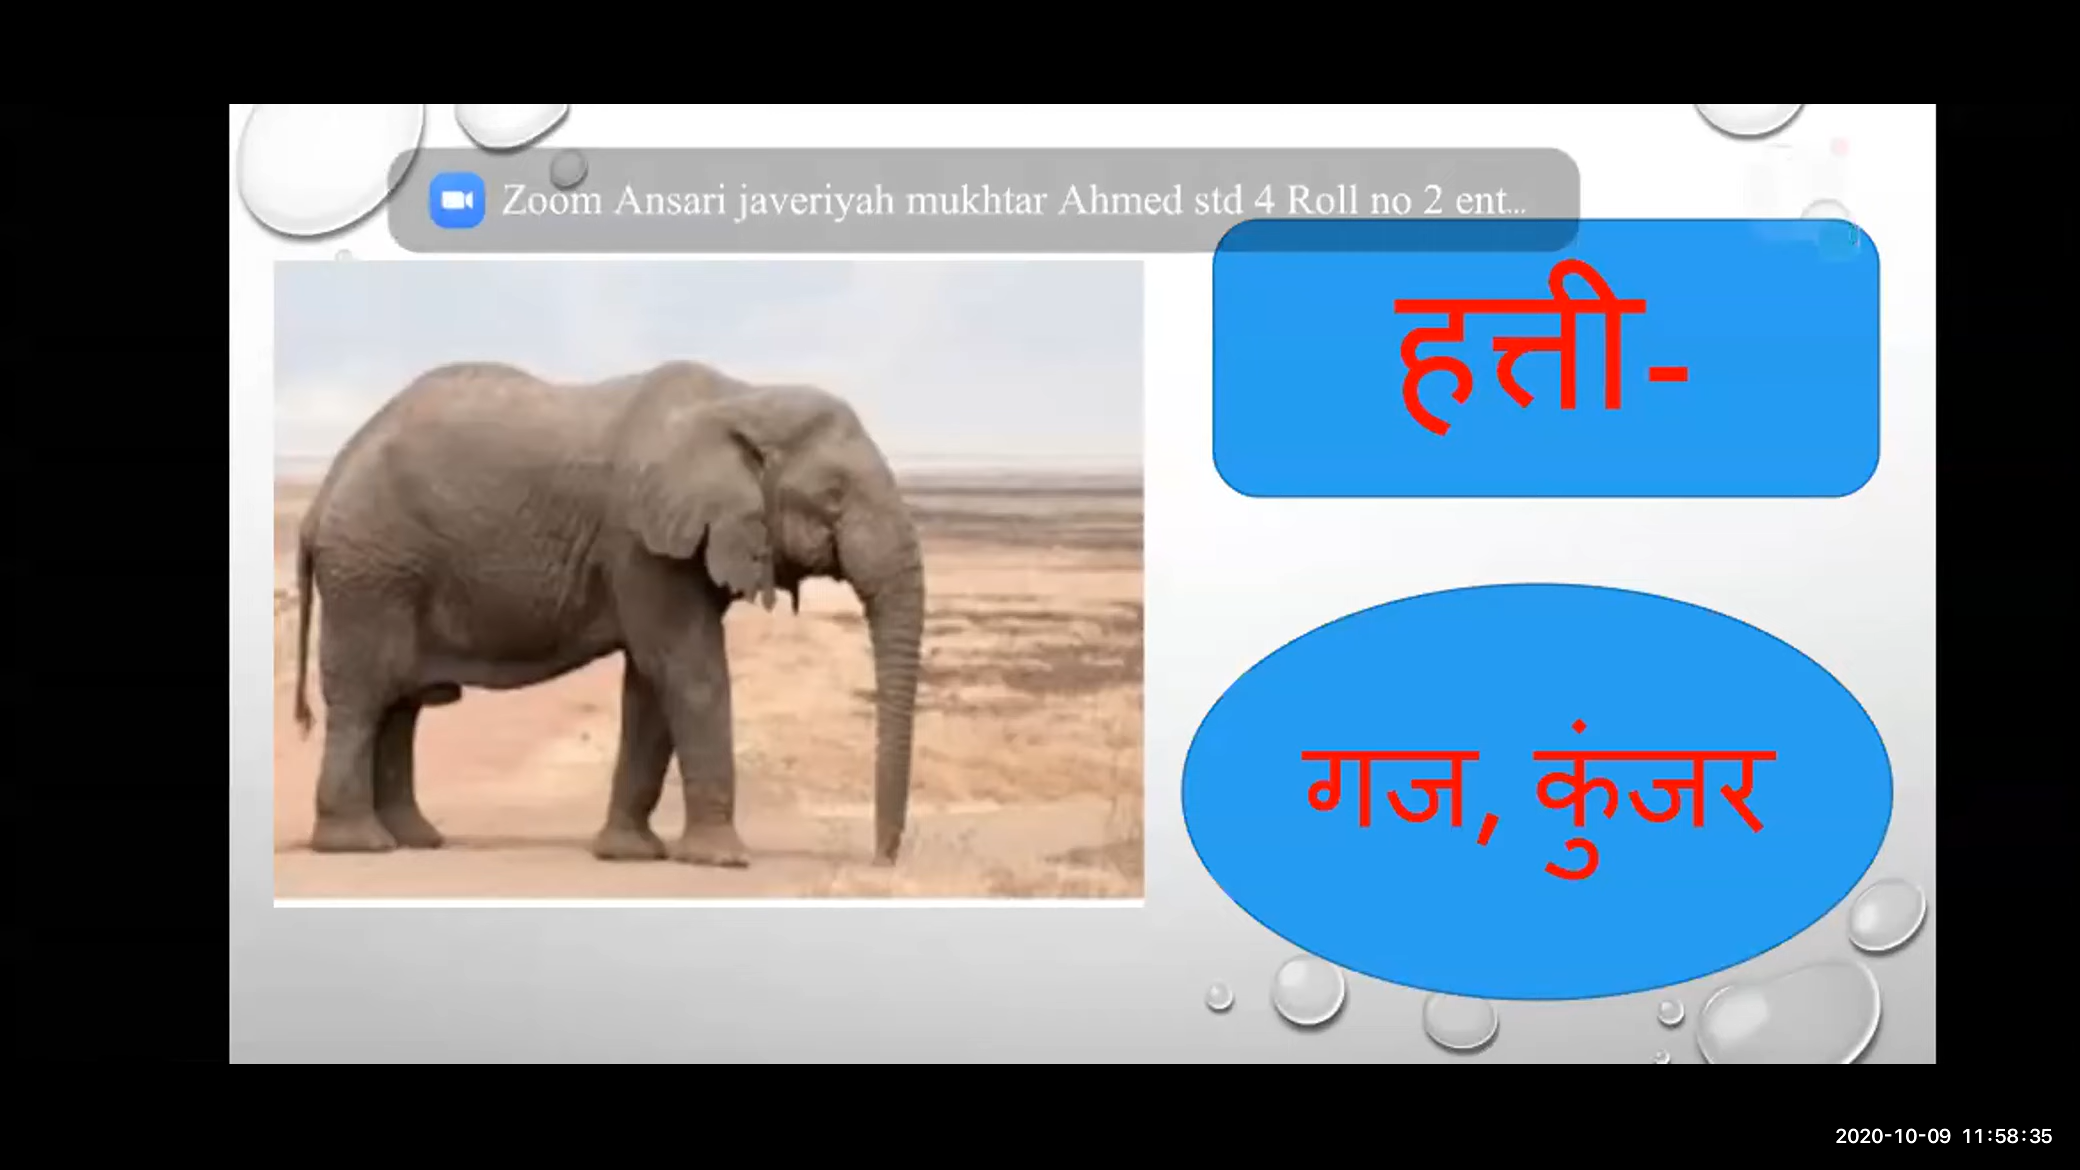 Zoom Ansari javeriyah mukhtar Ahmed std 4 Roll no 2 ent...
हत्ती-
गज, कुंजर
2020-10-09 11:58:35